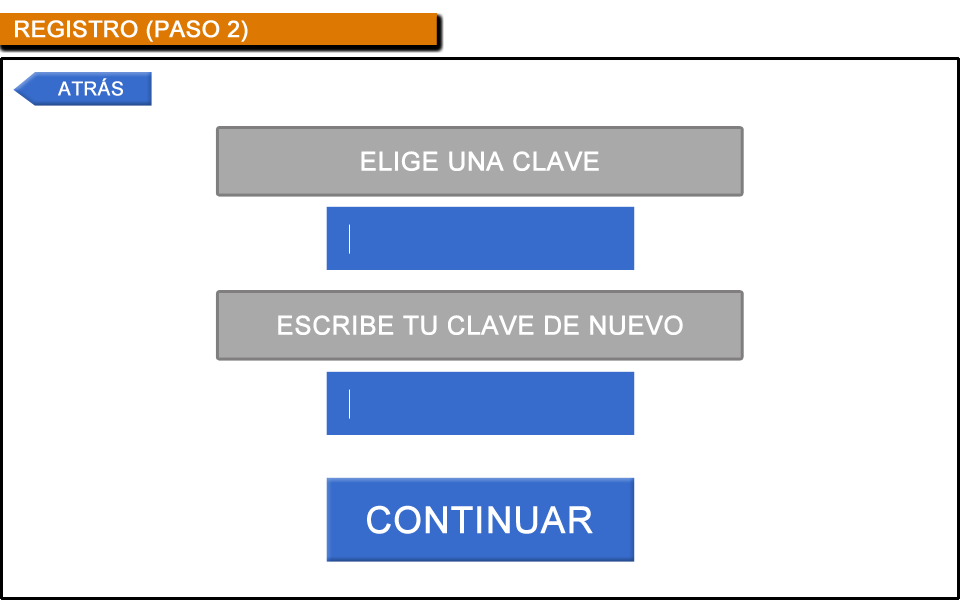 REGISTRO (PASO 2)
ATRÁS
ELIGE UNA CLAVE
ESCRIBE TU CLAVE DE NUEVO
CONTINUAR